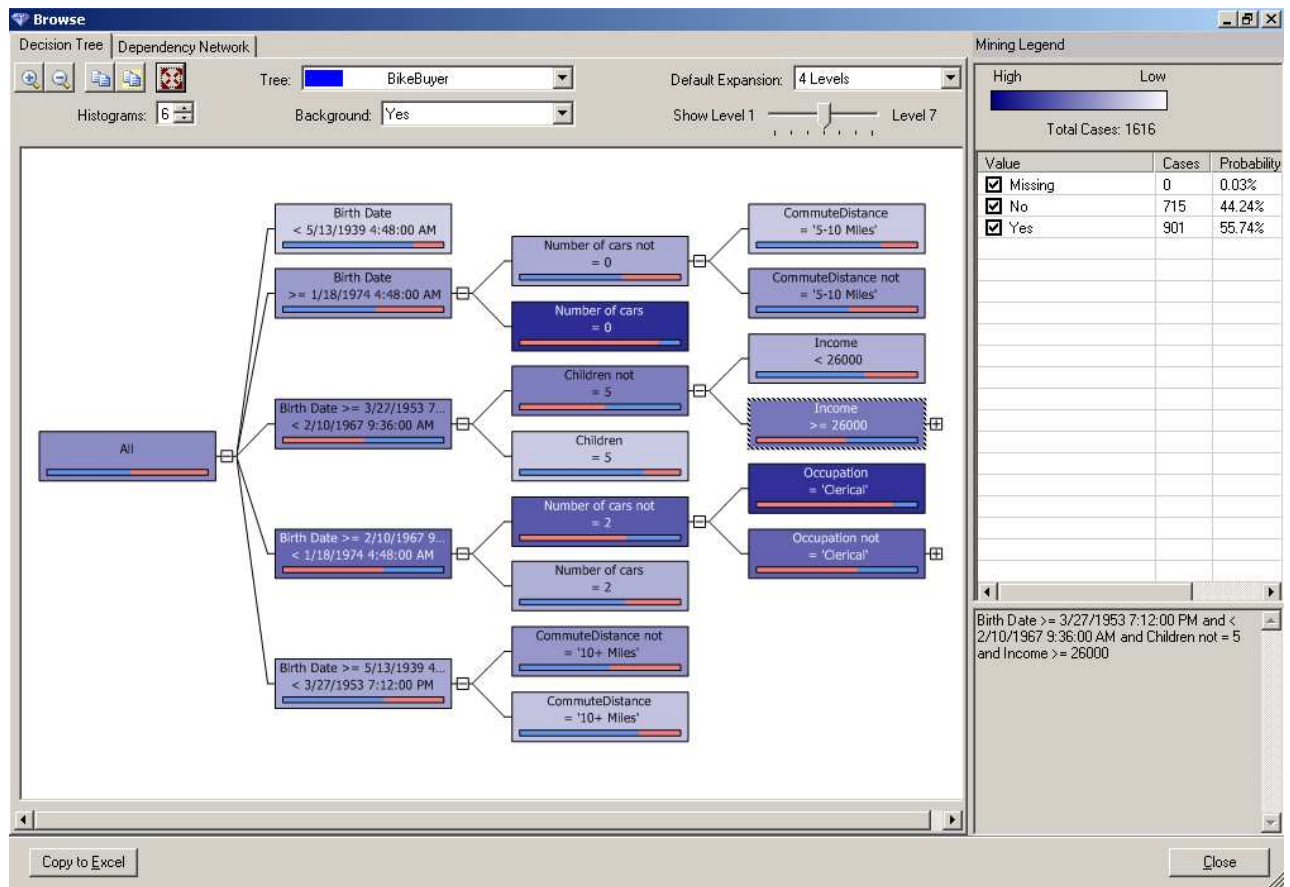 Browse
Decision Tree
Dependency Network
Mining Legend
Tree:
BikeBuyer
Default Expansion:
4 Levels
Histograms:
6
Background:
Yes
Show Level 1
Level 7
High
Low
Total Cases: 1616
Value
Cases
Probability
Missing
0
0.03%
No
715
44.24%
Yes
901
55.74%
All
Birth Date
< 5/13/1939 4:48:00 AM
Birth Date
>= 1/18/1974 4:48:00 AM
Birth Date >= 3/27/1953 7...
< 2/10/1967 9:36:00 AM
Birth Date >= 2/10/1967 9...
< 1/18/1974 4:48:00 AM
Birth Date >= 5/13/1939 4...
< 3/27/1953 7:12:00 PM
Number of cars not
= 0
Number of cars
= 0
Children not
= 5
Children
= 5
Number of cars not
= 2
Number of cars
= 2
CommuteDistance not
= '10+ Miles'
CommuteDistance
= '10+ Miles'
CommuteDistance
= '5-10 Miles'
CommuteDistance not
= '5-10 Miles'
Income
< 26000
Income
>= 26000
Occupation
= 'Clerical'
Occupation not
= 'Clerical'
Birth Date >= 3/27/1953 7:12:00 PM and <
2/10/1967 9:36:00 AM and Children not = 5
and Income >= 26000
Copy to Excel
Close